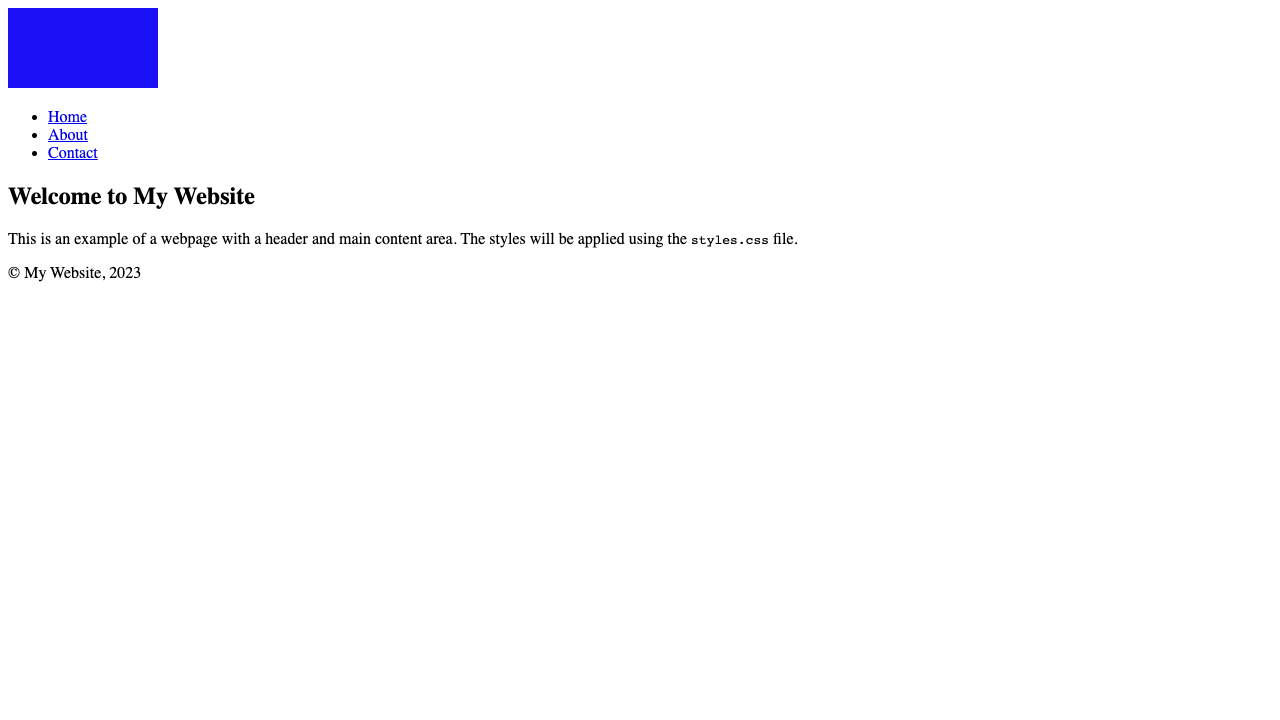 Home
About
Contact
Welcome to My Website
This is an example of a webpage with a header and main content area. The styles will be applied using the styles.css file.
© My Website, 2023